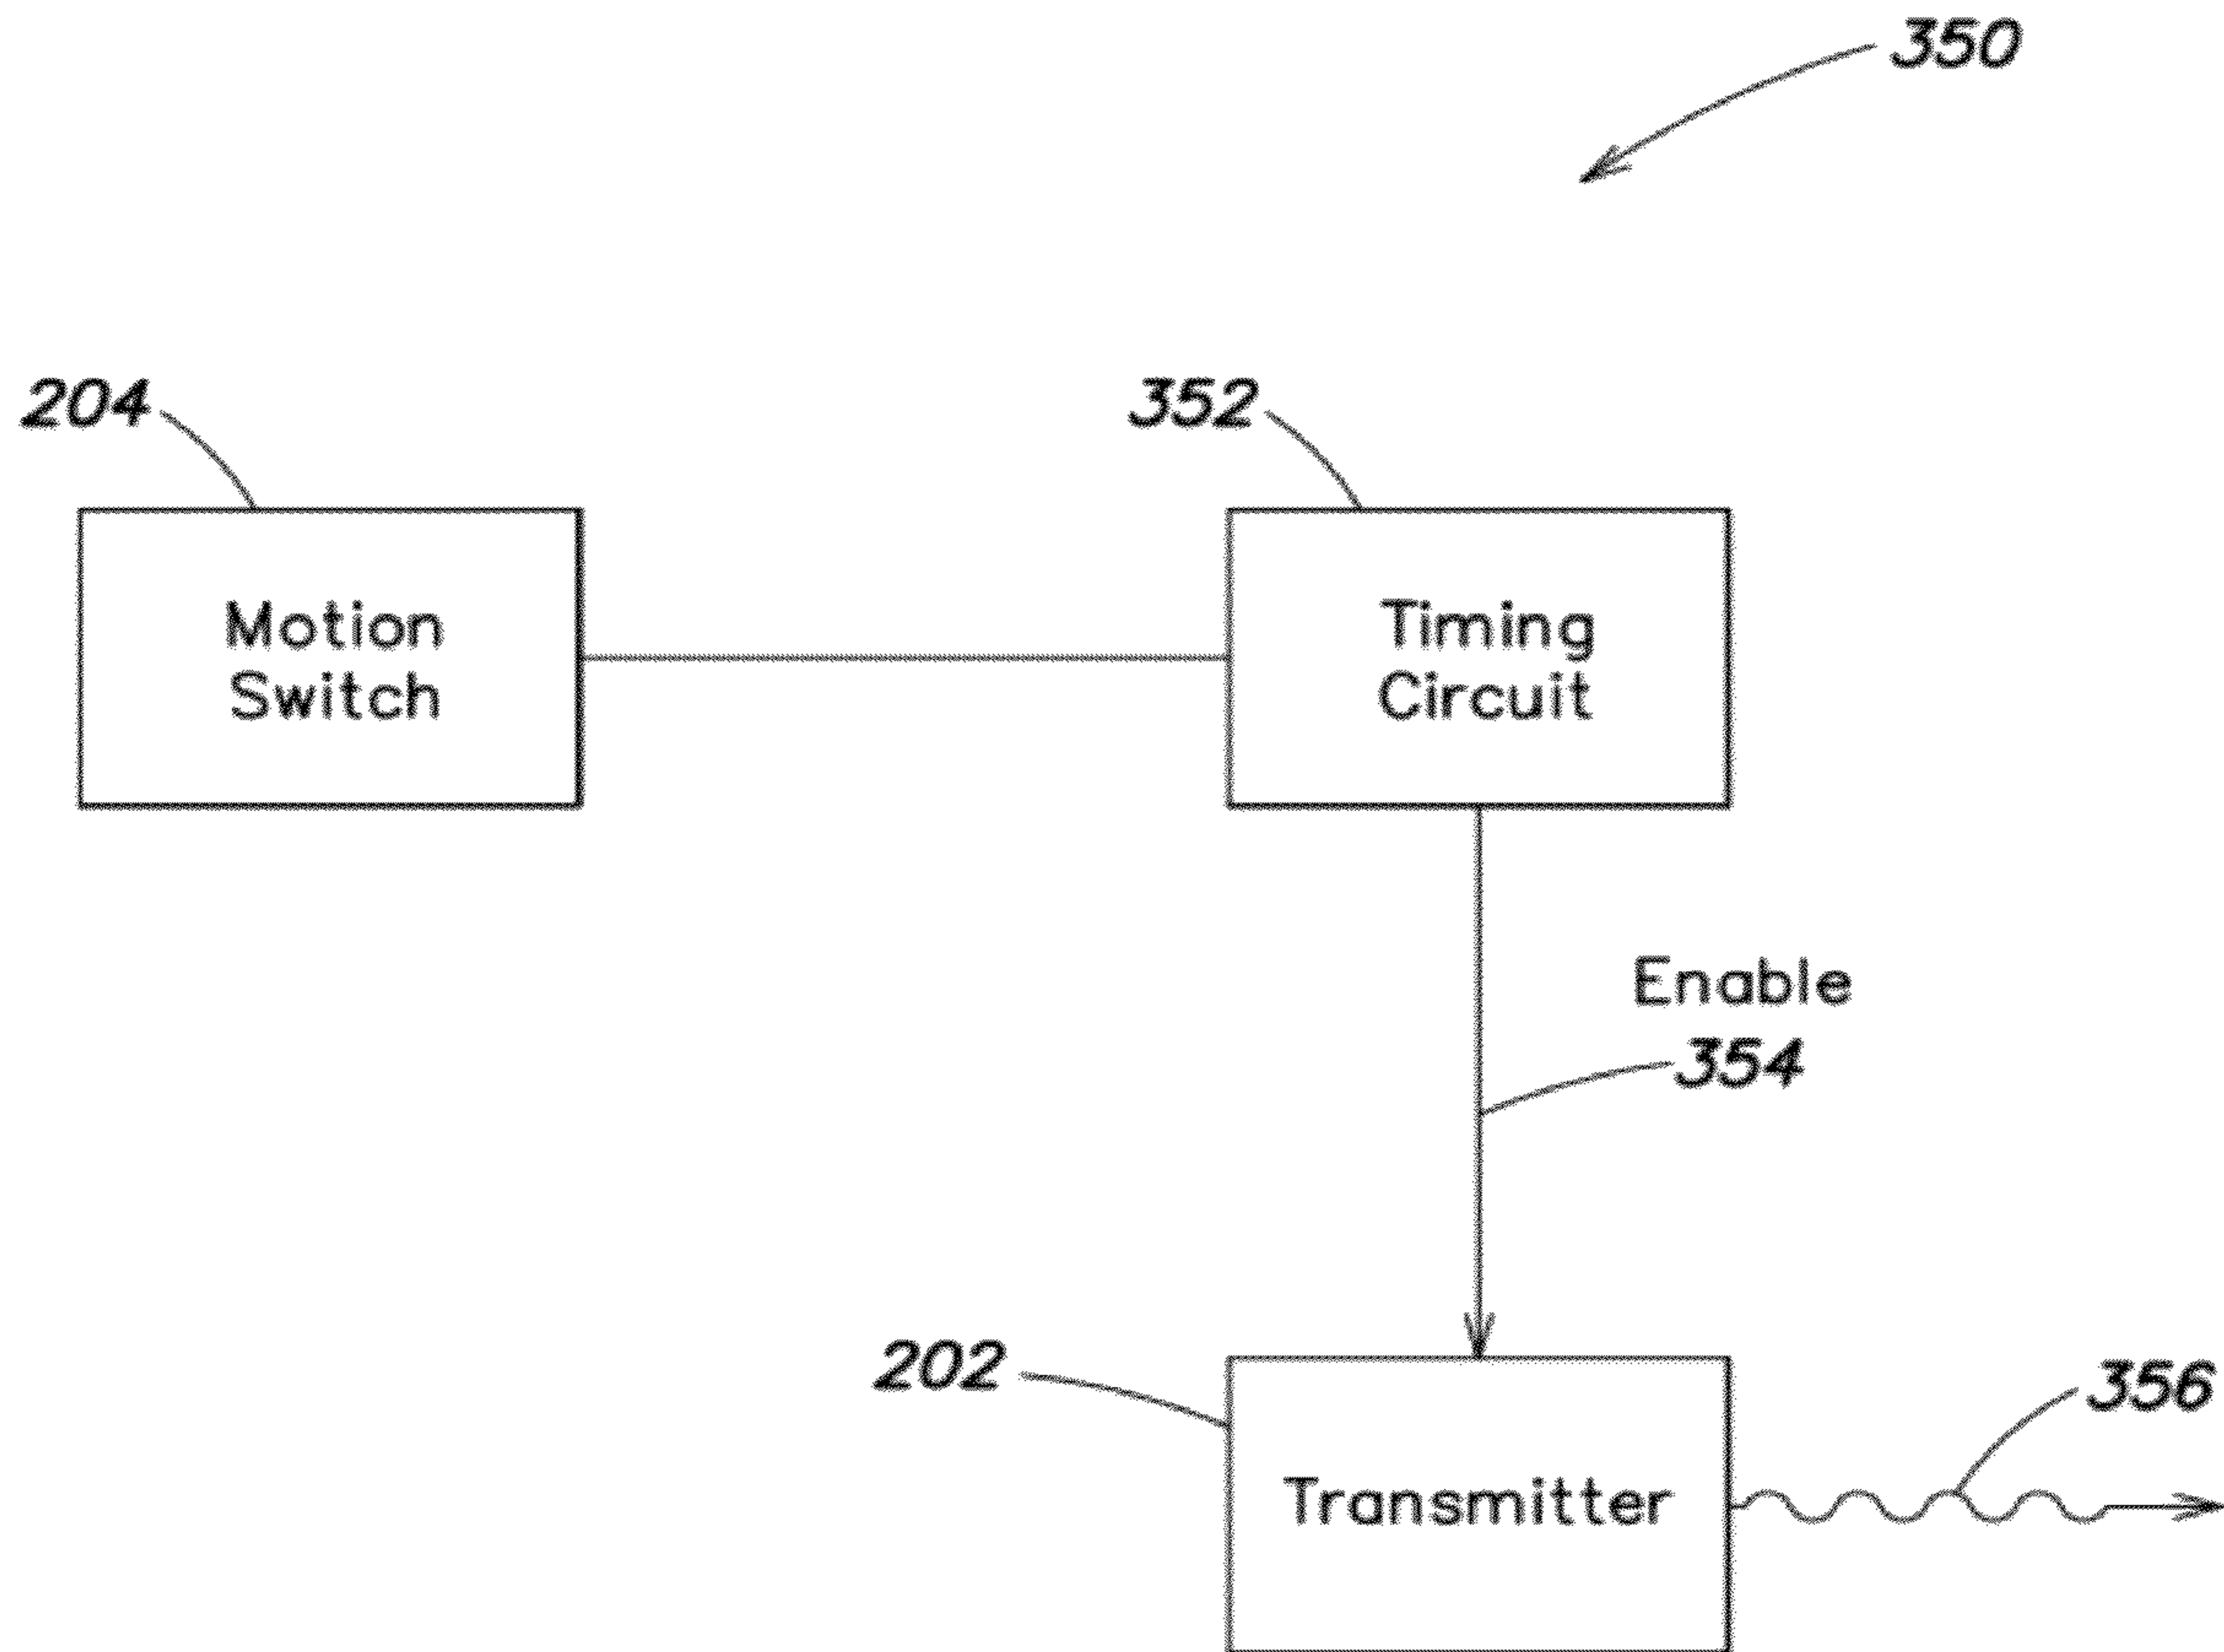 350
204
352
Motion
Switch
Timing
Circuit
Enable
354
202
356
Transmitter